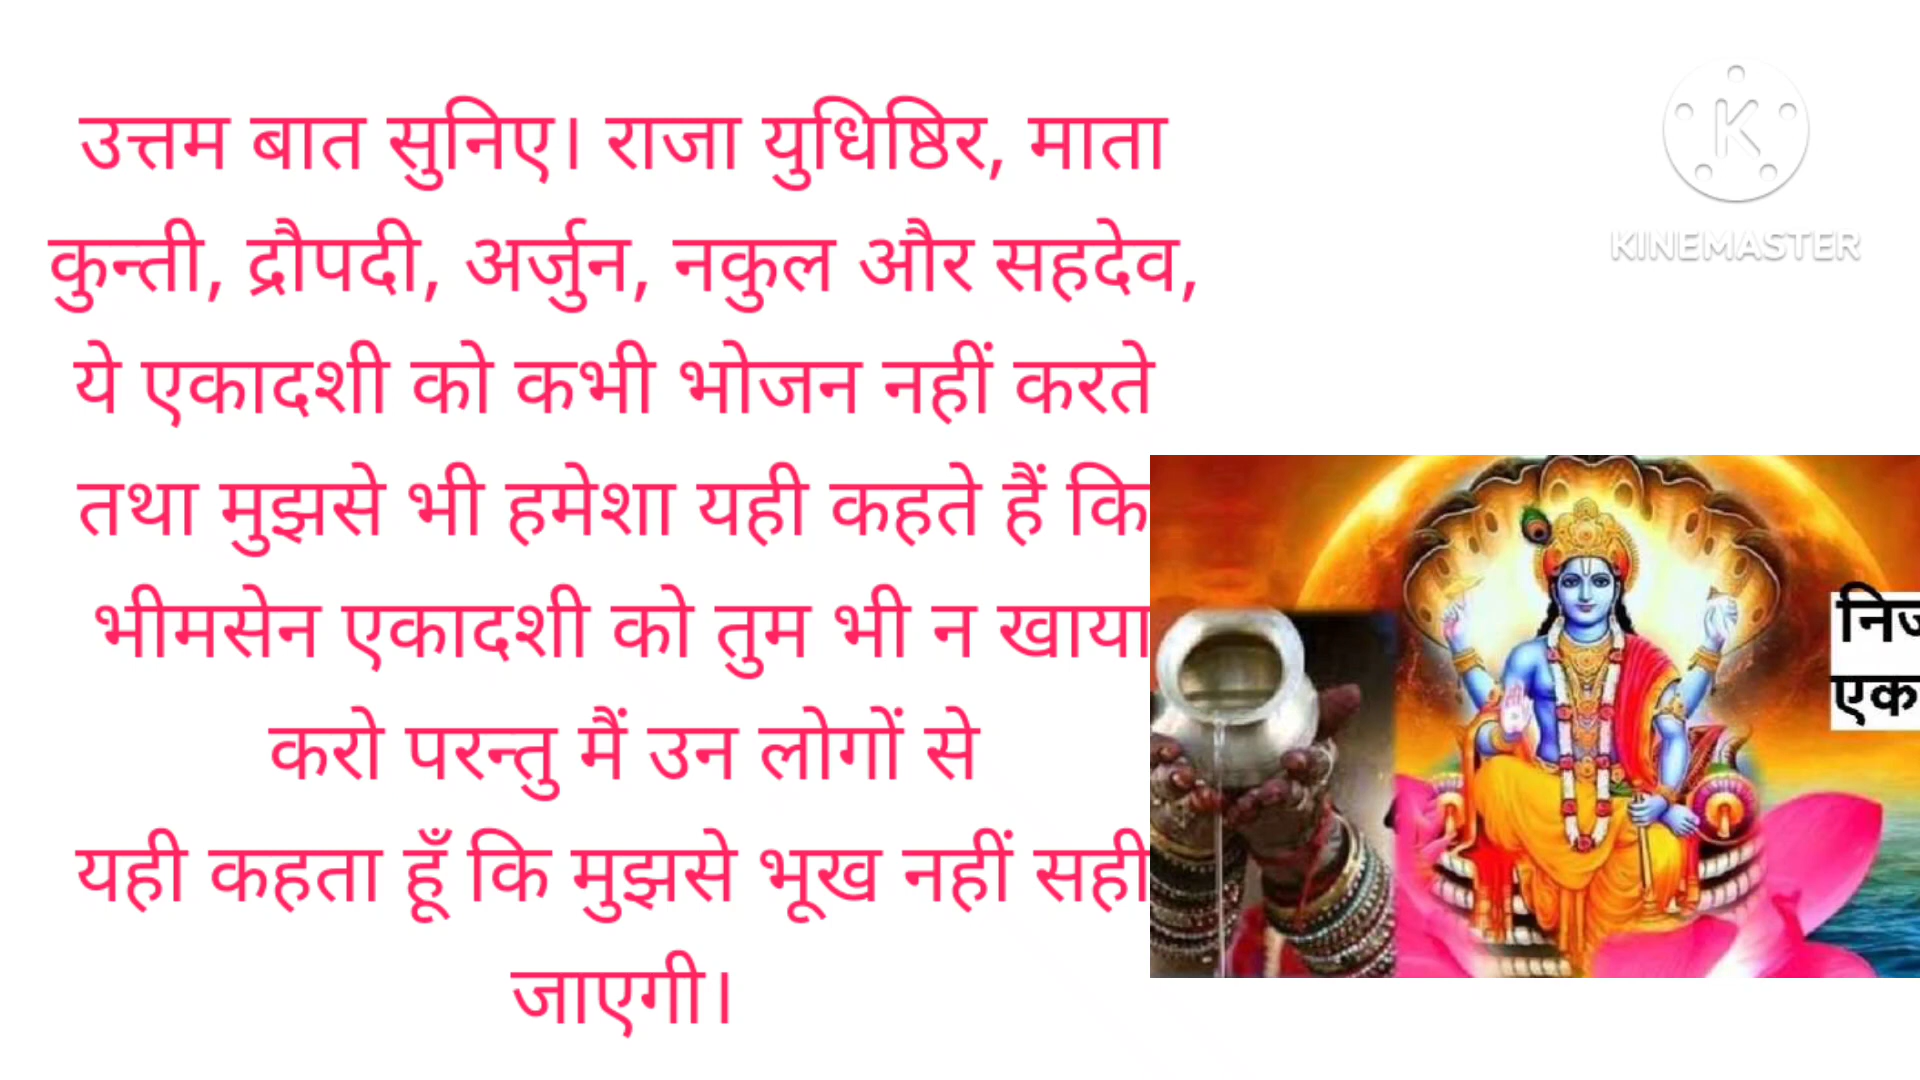 उत्तम बात सुनिए। राजा युधिष्ठिर, माता
कुन्ती, द्रौपदी, अर्जुन, नकुल और सहदेव,
ये एकादशी को कभी भोजन नहीं करते
तथा मुझसे भी हमेशा यही कहते हैं कि
भीमसेन एकादशी को तुम भी न खाया
करो परन्तु मैं उन लोगों से
यही कहता हूँ कि मुझसे भूख नहीं सही
जाएगी।
K
KINEMASTER